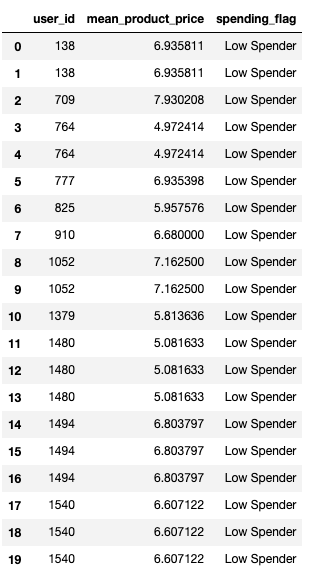 user_id mean_product_price spending_flag
0 138 6.935811 Low Spender
1 138 6.935811 Low Spender
2 709 7.930208 Low Spender
3 764 4.972414 Low Spender
4 764 4.972414 Low Spender
5 777 6.935398 Low Spender
6 825 5.957576 Low Spender
7 910 6.680000 Low Spender
8 1052 7.162500 Low Spender
9 1052 7.162500 Low Spender
10 1379 5.813636 Low Spender
11 1480 5.081633 Low Spender
12 1480 5.081633 Low Spender
13 1480 5.081633 Low Spender
14 1494 6.803797 Low Spender
15 1494 6.803797 Low Spender
16 1494 6.803797 Low Spender
17 1540 6.607122 Low Spender
18 1540 6.607122 Low Spender
19 1540 6.607122 Low Spender